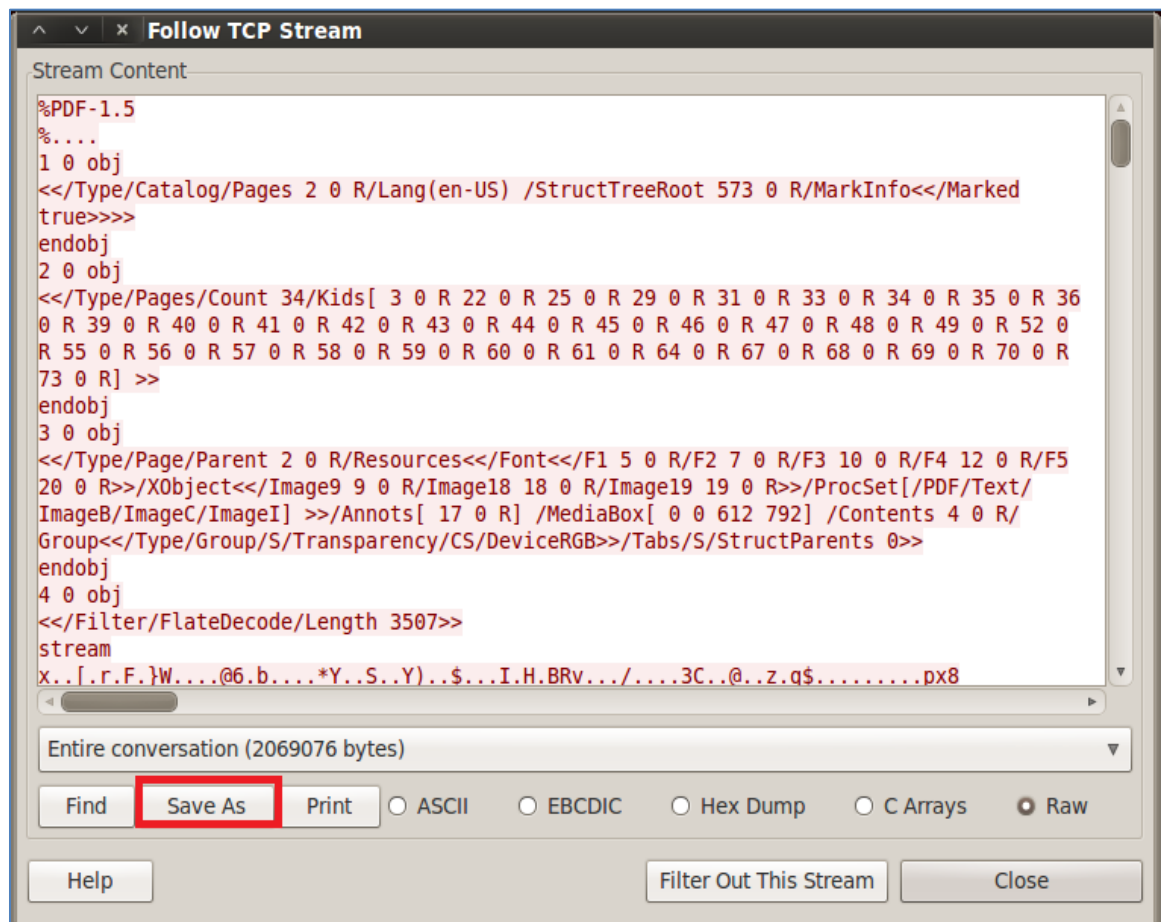 Follow TCP Stream
Stream Content
%PDF-1.5
%....
1 0 obj
<</Type/Catalog/Pages 2 0 R/Lang(en-US) /StructTreeRoot 573 0 R/MarkInfo<</Marked
true>>>>
endobj
2 0 obj
<</Type/Pages/Count 34/Kids[ 3 0 R 22 0 R 25 0 R 29 0 R 31 0 R 33 0 R 34 0 R 35 0 R 36
0 R 39 0 R 40 0 R 41 0 R 42 0 R 43 0 R 44 0 R 45 0 R 46 0 R 47 0 R 48 0 R 49 0 R 52 0
R 55 0 R 56 0 R 57 0 R 58 0 R 59 0 R 60 0 R 61 0 R 64 0 R 67 0 R 68 0 R 69 0 R 70 0 R
73 0 R] >>
endobj
3 0 obj
<</Type/Page/Parent 2 0 R/Resources<</Font<</F1 5 0 R/F2 7 0 R/F3 10 0 R/F4 12 0 R/F5
20 0 R>>/XObject<</Image9 9 0 R/Image18 18 0 R/Image19 19 0 R>>/ProcSet[/PDF/Text/
ImageB/ImageC/ImageI] >>/Annots[ 17 0 R] /MediaBox[ 0 0 612 792] /Contents 4 0 R/
Group<</Type/Group/S/Transparency/CS/DeviceRGB>>/Tabs/S/StructParents 0>>
endobj
4 0 obj
<</Filter/FlateDecode/Length 3507>>
stream
x..[.r.F.}W....@6.b....*Y..S..Y)..$...I.H.BRv.../....3C..@..z.q$.........px8
Entire conversation (2069076 bytes)
Find Save As Print ASCII EBCDIC Hex Dump C Arrays Raw
Help Filter Out This Stream Close